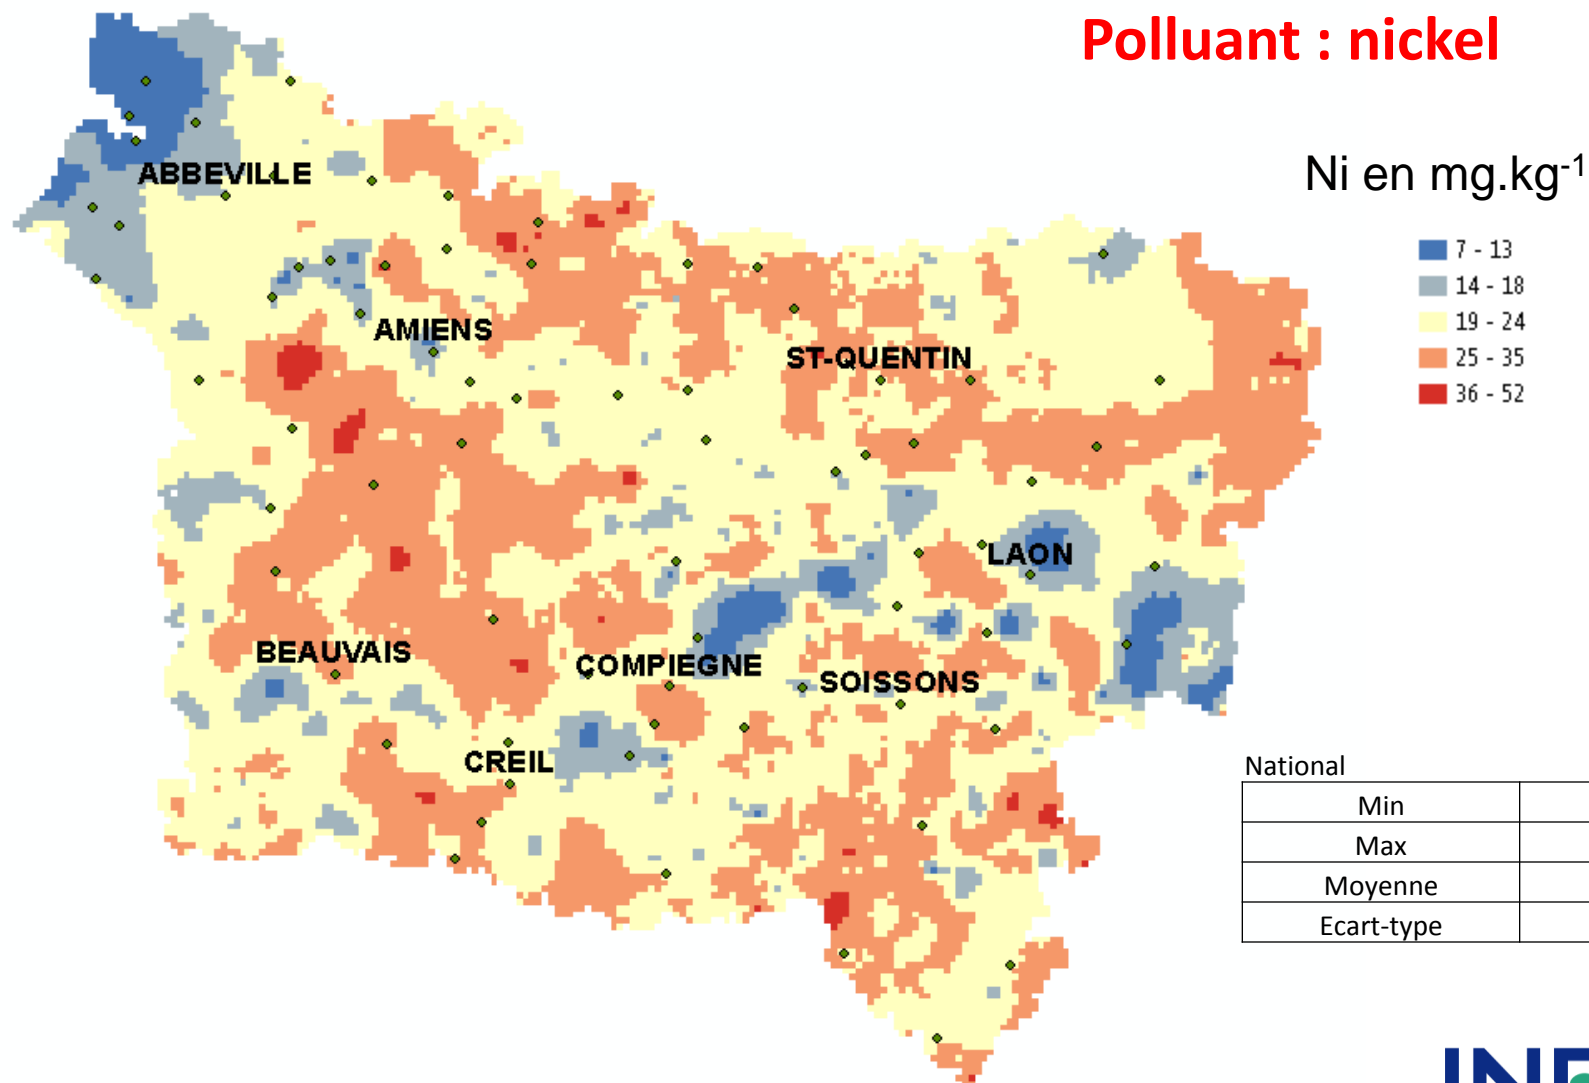 Polluant : nickel
Ni en mg.kg-1
7 - 13
14 - 18
19 - 24
25 - 35
36 - 52
ABBEVILLE
AMIENS
ST-QUENTIN
LAON
BEAUVAIS
COMPIEGNE
SOISSONS
CREIL
National
Min
Max
Moyenne
Ecart-type